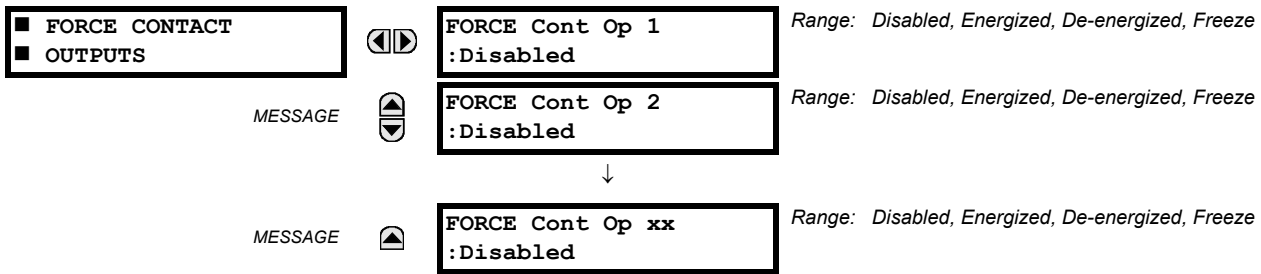 ■ FORCE CONTACT
■ OUTPUTS
FORCE Cont Op 1
:Disabled
Range: Disabled, Energized, De-energized, Freeze
MESSAGE
FORCE Cont Op 2
:Disabled
Range: Disabled, Energized, De-energized, Freeze
↓
MESSAGE
FORCE Cont Op xx
:Disabled
Range: Disabled, Energized, De-energized, Freeze